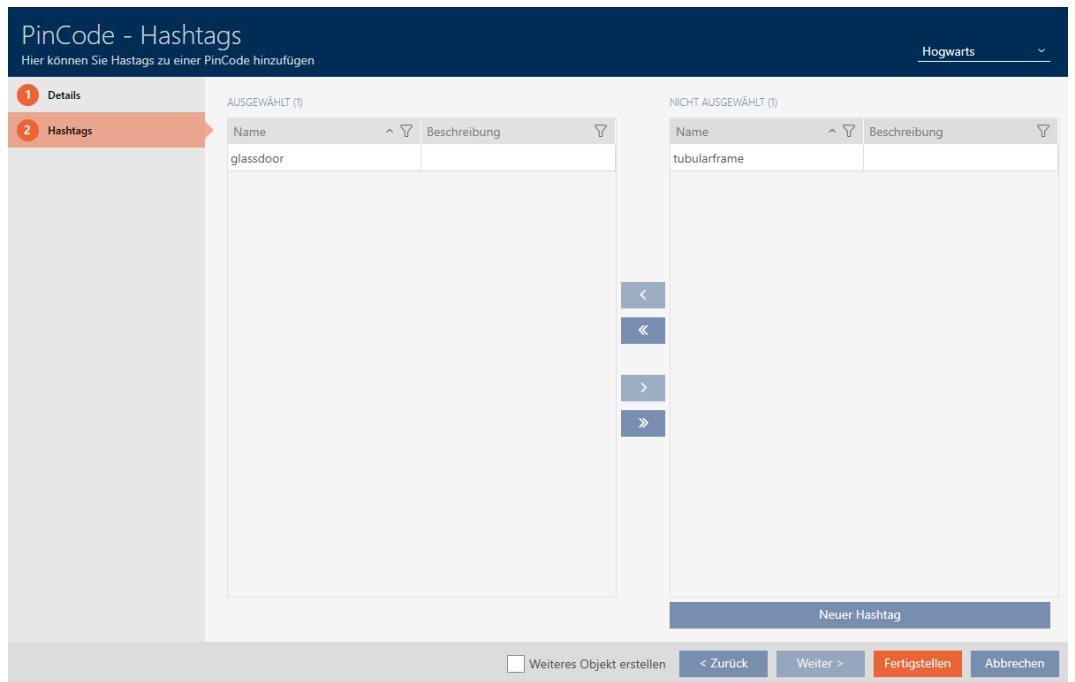 PinCode - Hashtags
Hier können Sie Hastags zu einer PinCode hinzufügen
Hogwarts
1 Details
2 Hashtags
AUSGEWÄHLT (1)
Name Beschreibung
glassdoor
NICHT AUSGEWÄHLT (1)
Name Beschreibung
tubularframe
Neuer Hashtag
Weiteres Objekt erstellen
< Zurück
Weiter >
Fertigstellen
Abbrechen